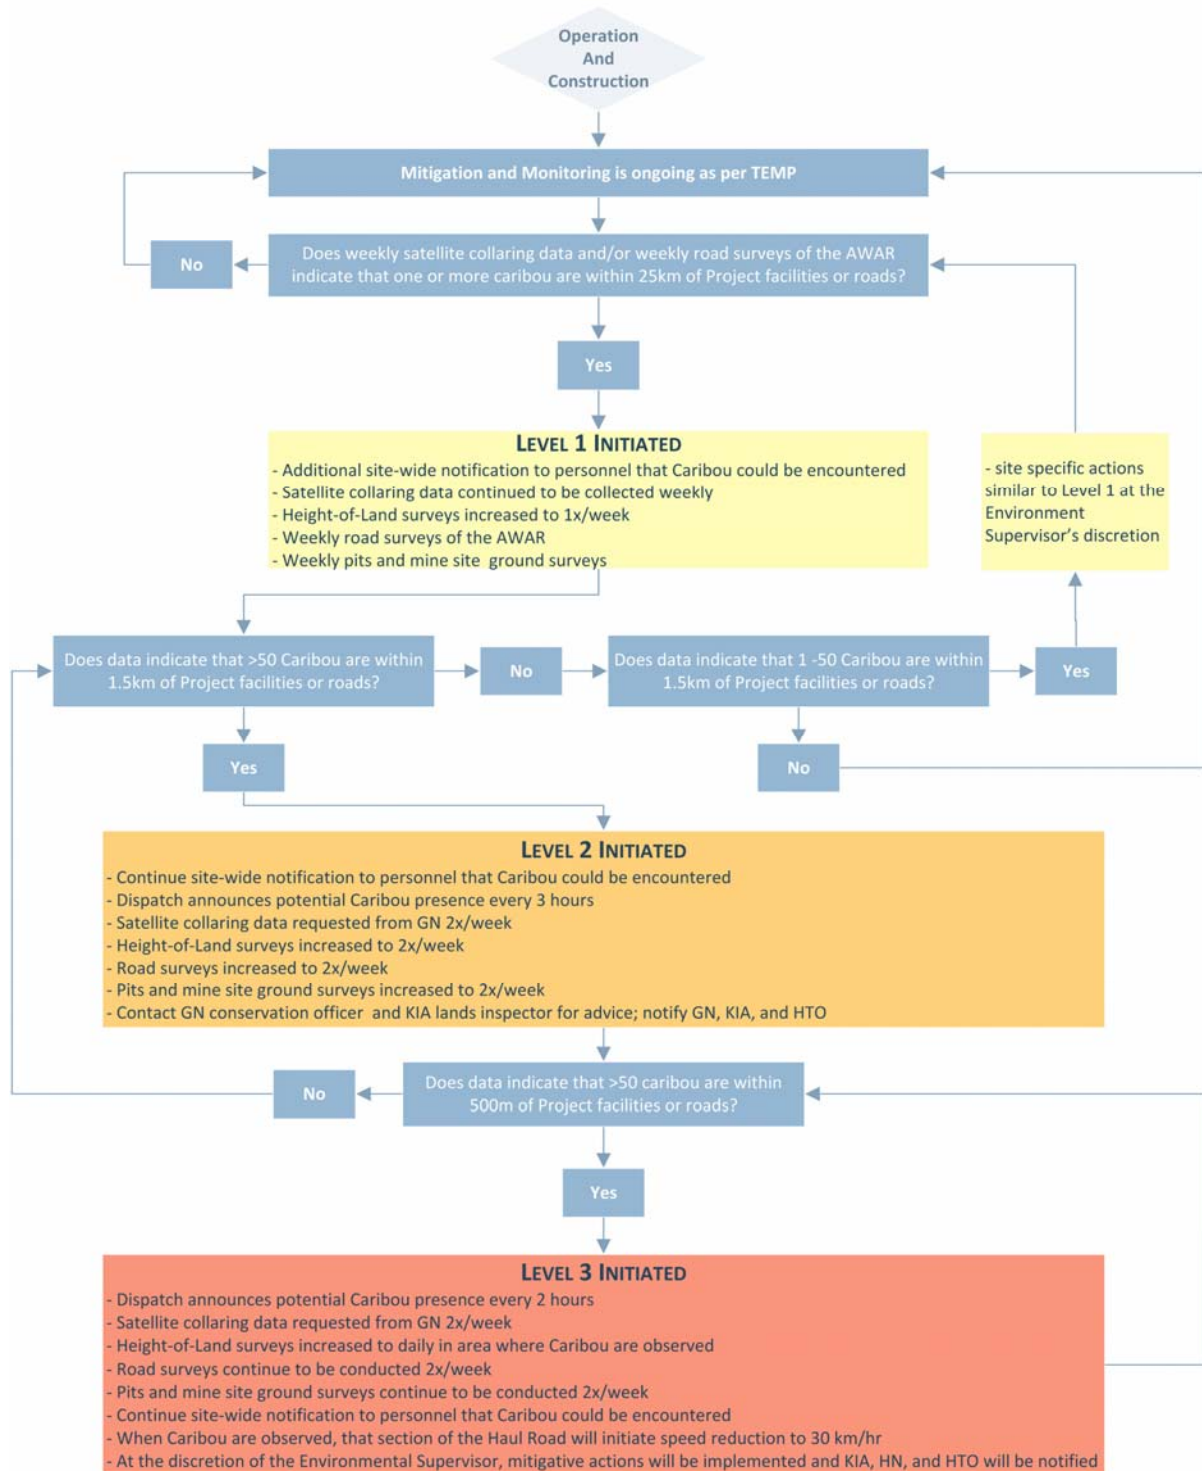 Operation
And
Construction
Mitigation and Monitoring is ongoing as per TEMP
No
Does weekly satellite collaring data and/or weekly road surveys of the AWAR
indicate that one or more caribou are within 25km of Project facilities or roads?
Yes
LEVEL 1 INITIATED
- Additional site-wide notification to personnel that Caribou could be encountered
- Satellite collaring data continued to be collected weekly
- Height-of-Land surveys increased to 1x/week
- Weekly road surveys of the AWAR
- Weekly pits and mine site ground surveys
- site specific actions
similar to Level 1 at the
Environment
Supervisor's discretion
Does data indicate that >50 Caribou are within
1.5km of Project facilities or roads?
No
Does data indicate that 1 -50 Caribou are within
1.5km of Project facilities or roads?
Yes
Yes
No
LEVEL 2 INITIATED
- Continue site-wide notification to personnel that Caribou could be encountered
- Dispatch announces potential Caribou presence every 3 hours
- Satellite collaring data requested from GN 2x/week
- Height-of-Land surveys increased to 2x/week
- Road surveys increased to 2x/week
- Pits and mine site ground surveys increased to 2x/week
- Contact GN conservation officer and KIA lands inspector for advice; notify GN, KIA, and HTO
No
Does data indicate that >50 caribou are within
500m of Project facilities or roads?
Yes
LEVEL 3 INITIATED
- Dispatch announces potential Caribou presence every 2 hours
- Satellite collaring data requested from GN 2x/week
- Height-of-Land surveys increased to daily in area where Caribou are observed
- Road surveys continue to be conducted 2x/week
- Pits and mine site ground surveys continue to be conducted 2x/week
- Continue site-wide notification to personnel that Caribou could be encountered
- When Caribou are observed, that section of the Haul Road will initiate speed reduction to 30 km/hr
- At the discretion of the Environmental Supervisor, mitigative actions will be implemented and KIA, HN, and HTO will be notified